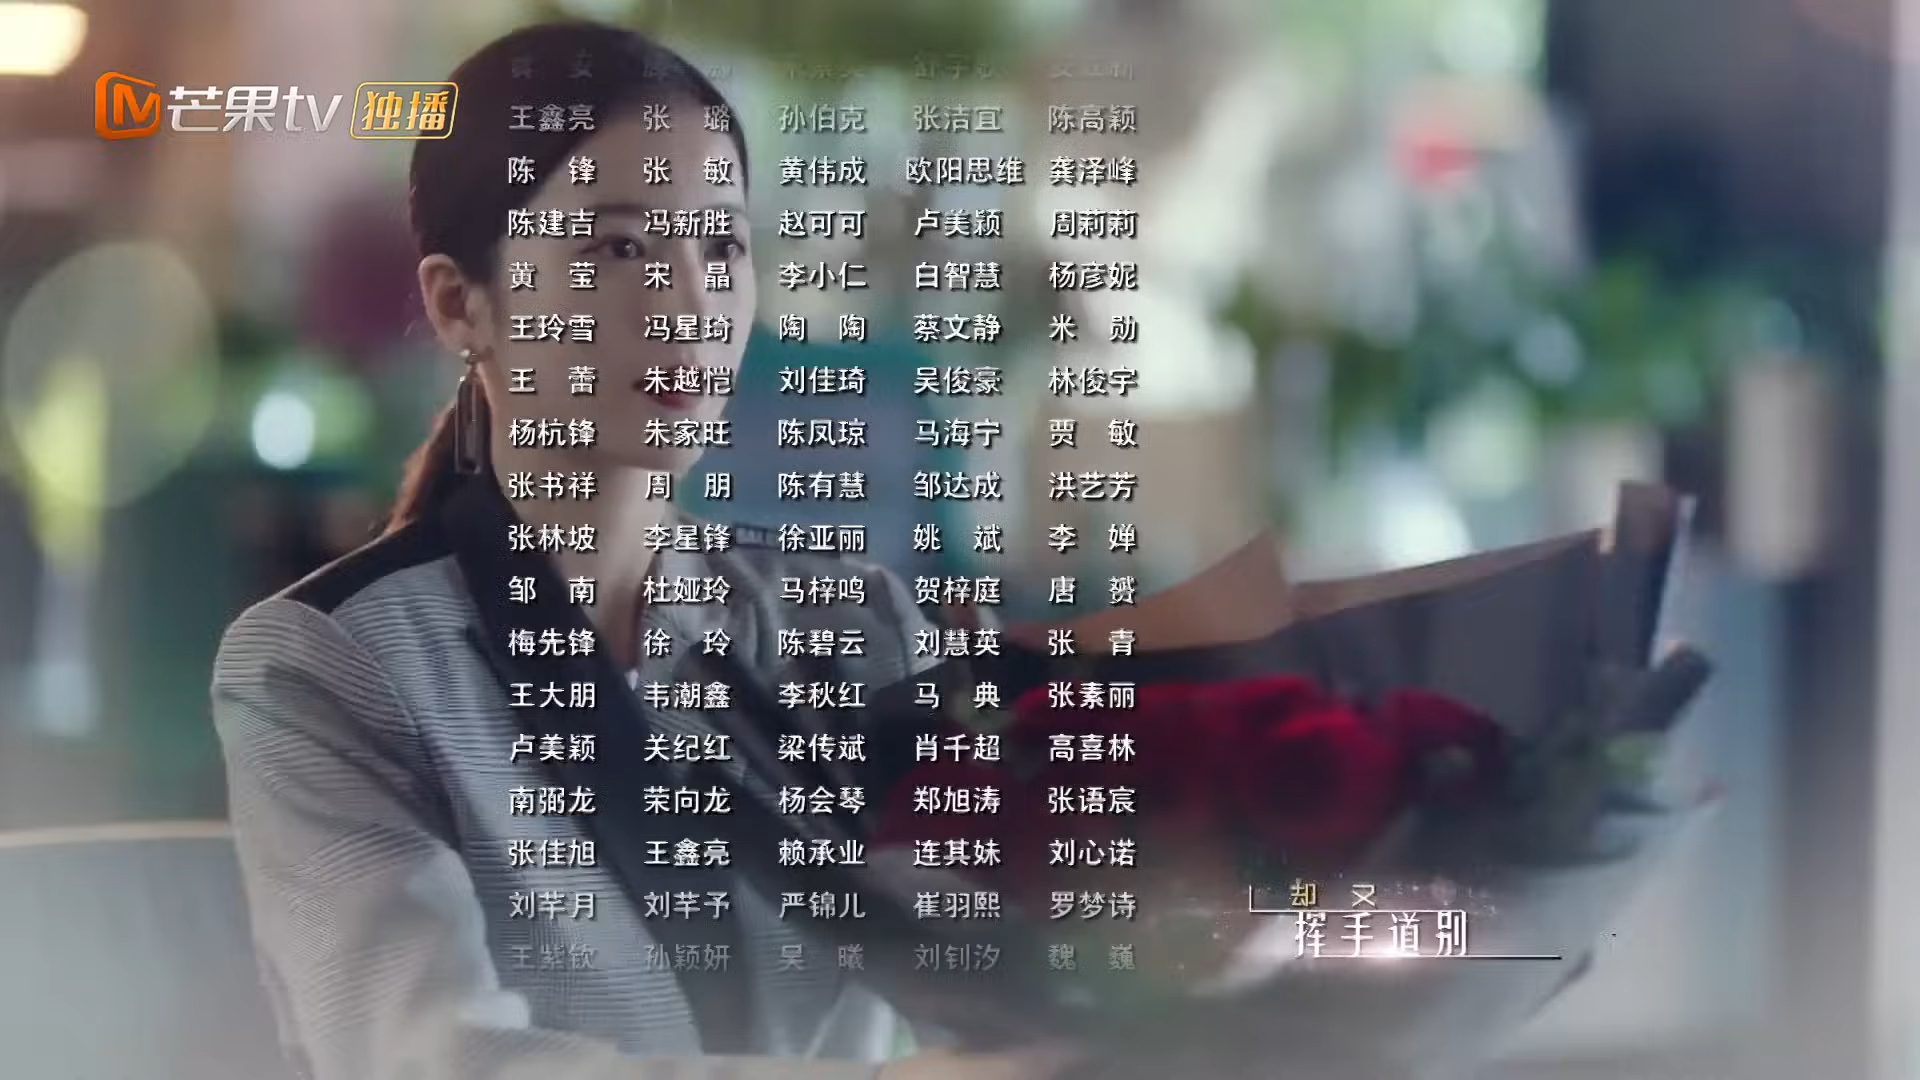 芒果tv 独播
王鑫亮 张 璐 孙伯克 张洁宜 陈高颖
陈 锋 张 敏 黄伟成 欧阳思维 龚泽峰
陈建吉 冯新胜 赵可可 卢美颖 周莉莉
黄 莹 宋 晶 李小仁 白智慧 杨彦妮
王玲雪 冯星琦 陶 陶 蔡文静 米 勋
王 蕾 朱越恺 刘佳琦 吴俊豪 林俊宇
杨杭锋 朱家旺 陈凤琼 马海宁 贾 敏
张书祥 周 朋 陈有慧 邹达成 洪艺芳
张林坡 李星锋 徐亚丽 姚 斌 李 婵
邹 南 杜娅玲 马梓鸣 贺梓庭 唐 赟
梅先锋 徐 玲 陈碧云 刘慧英 张 青
王大朋 韦潮鑫 李秋红 马 典 张素丽
卢美颖 关纪红 梁传斌 肖千超 高喜林
南弼龙 荣向龙 杨会琴 郑旭涛 张语宸
张佳旭 王鑫亮 赖承业 连其妹 刘心诺
刘芊月 刘芊予 严锦儿 崔羽熙 罗梦诗
王紫钦 孙颖妍 吴 曦 刘钊汐 魏 巍
却又
挥手道别